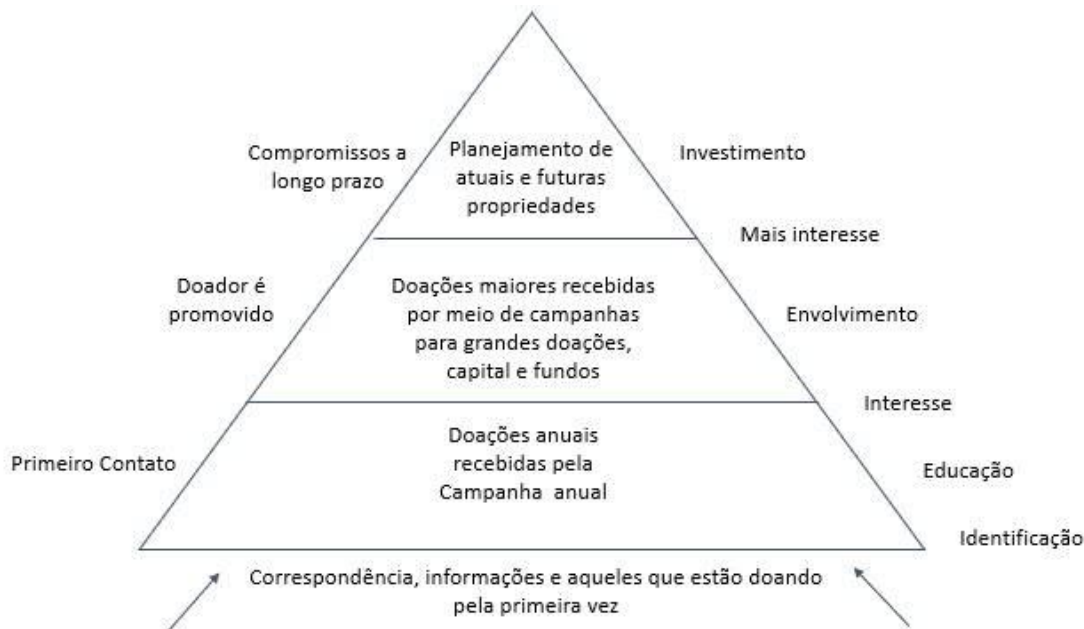 Compromissos a
longo prazo
Planejamento de
atuais e futuras
propriedades
Investimento
Mais interesse
Doador é
promovido
Doações maiores recebidas
por meio de campanhas
para grandes doações,
capital e fundos
Envolvimento
Interesse
Primeiro Contato
Doações anuais
recebidas pela
Campanha anual
Educação
Identificação
Correspondência, informações e aqueles que estão doando
pela primeira vez